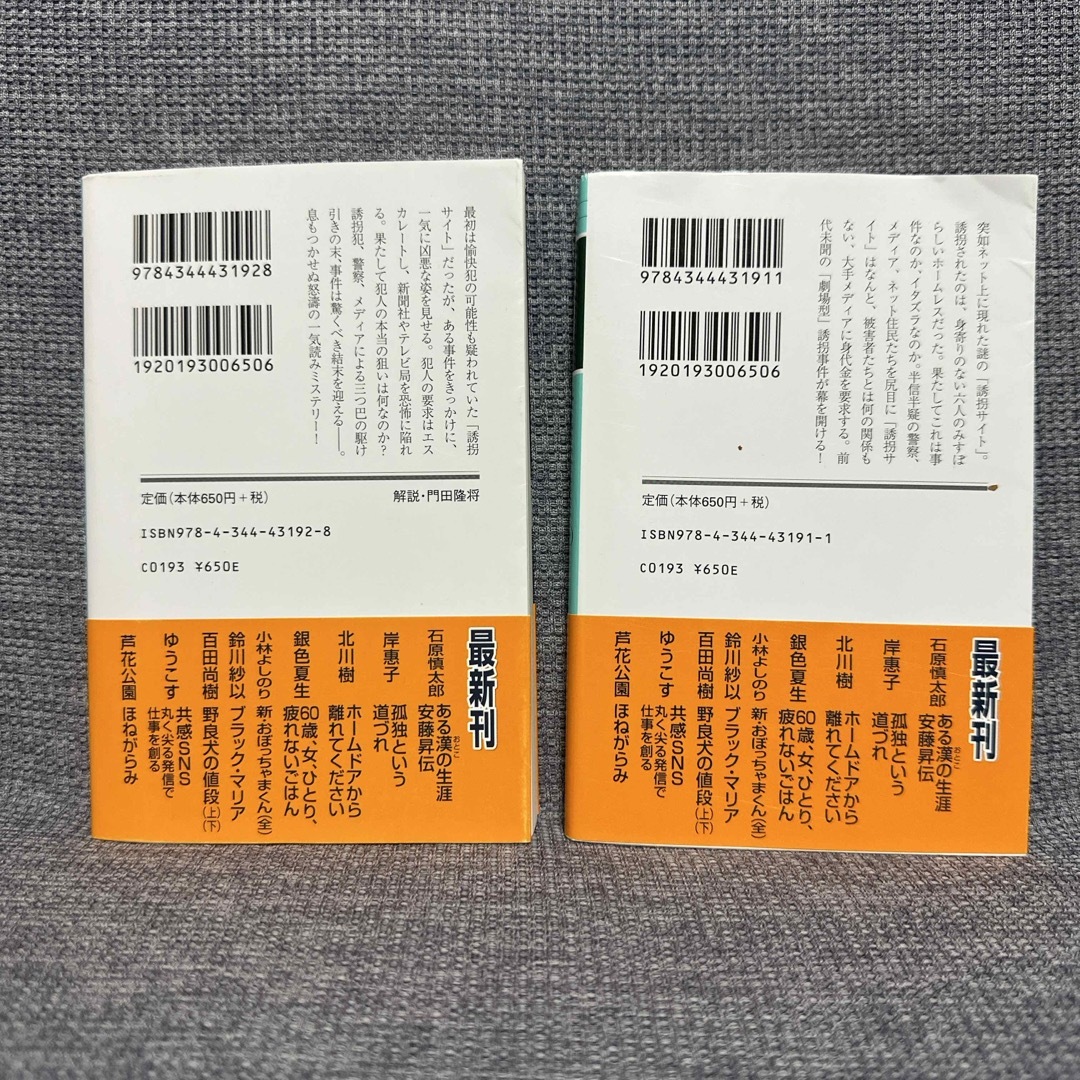 9784344431928
1920193006506
最初は愉快犯の可能性も疑われていた「誘拐
サイト」だったが、ある事件をきっかけに、
一気に凶悪な姿を見せる。犯人の要求はエス
カレートし、新聞社やテレビ局を恐怖に陥れ
る。果たして犯人の本当の狙いは何なのか?
誘拐犯、警察、メディアによる三つ巴の駆け
引きの末、事件は驚くべき結末を迎える――。
息もつかせぬ怒濤の一気読みミステリー!
定価(本体650円+税)
解説・門田隆将
ISBN978-4-344-43192-8
C0193 ¥650E
最新刊
石原慎太郎 ある漢の生涯
おとこ
安藤昇伝
岸惠子 孤独という
道づれ
北川樹 ホームドアから
離れてください
銀色夏生 60歳、女、ひとり、
疲れないごはん
小林よしのり 新・おぼっちゃまくん(全)
鈴川紗以 ブラック・マリア
百田尚樹 野良犬の値段(上)(下)
ゆうこす 共感SNS
丸く尖る発信で
仕事を創る
芦花公園 ほねがらみ
9784344431911
1920193006506
突如ネット上に現れた謎の「誘拐サイト」。
誘拐されたのは、身寄りのない六人のみすぼ
らしいホームレスだった。果たしてこれは事
件なのか、イタズラなのか。半信半疑の警察、
メディア、ネット住民たちを尻目に「誘拐サ
イト」はなんと、被害者たちとは何の関係も
ない、大手メディアに身代金を要求する。前
代未聞の「劇場型」誘拐事件が幕を開ける!
定価(本体650円+税)
ISBN978-4-344-43191-1
C0193 ¥650E
最新刊
石原慎太郎 ある漢の生涯
おとこ
安藤昇伝
岸惠子 孤独という
道づれ
北川樹 ホームドアから
離れてください
銀色夏生 60歳、女、ひとり、
疲れないごはん
小林よしのり 新・おぼっちゃまくん(全)
鈴川紗以 ブラック・マリア
百田尚樹 野良犬の値段(上)(下)
ゆうこす 共感SNS
丸く尖る発信で
仕事を創る
芦花公園 ほねがらみ